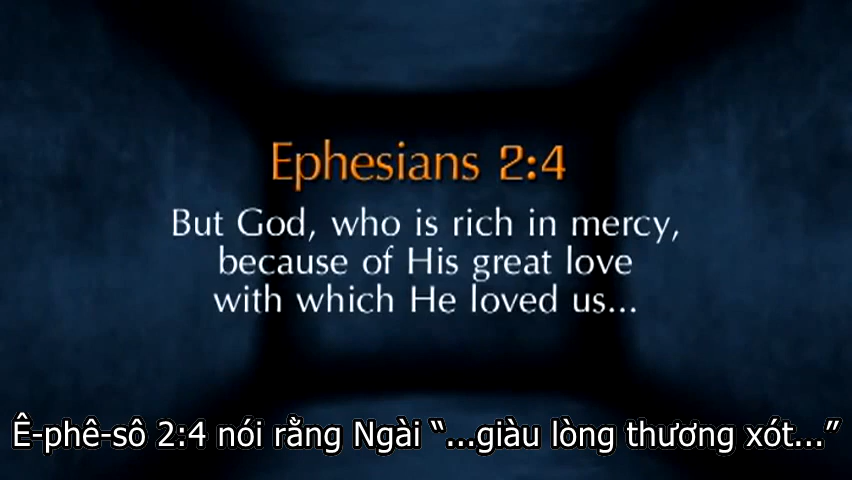 Ephesians 2:4
But God, who is rich in mercy,
because of His great love
with which He loved us...
Ê-phê-sô 2:4 nói rằng Ngài “...giàu lòng thương xót...”